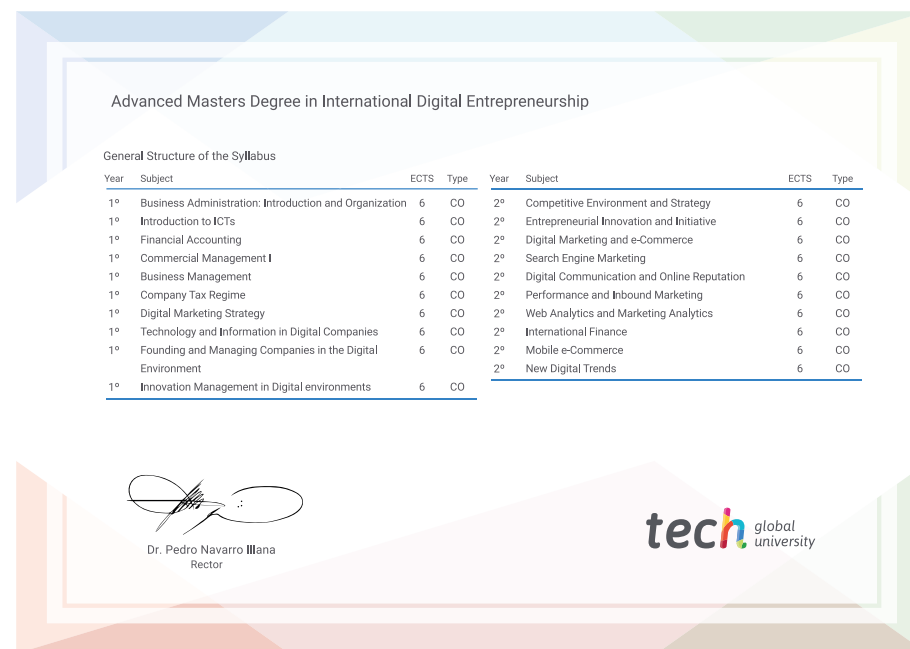 Advanced Masters Degree in International Digital Entrepreneurship
General Structure of the Syllabus
Year Subject ECTS Type
1º Business Administration: Introduction and Organization 6 CO
1º Introduction to ICTs 6 CO
1º Financial Accounting 6 CO
1º Commercial Management I 6 CO
1º Business Management 6 CO
1º Company Tax Regime 6 CO
1º Digital Marketing Strategy 6 CO
1º Technology and Information in Digital Companies 6 CO
1º Founding and Managing Companies in the Digital 6 CO
Environment
1º Innovation Management in Digital environments 6 CO
Year Subject ECTS Type
2º Competitive Environment and Strategy 6 CO
2º Entrepreneurial Innovation and Initiative 6 CO
2º Digital Marketing and e-Commerce 6 CO
2º Search Engine Marketing 6 CO
2º Digital Communication and Online Reputation 6 CO
2º Performance and Inbound Marketing 6 CO
2º Web Analytics and Marketing Analytics 6 CO
2º International Finance 6 CO
2º Mobile e-Commerce 6 CO
2º New Digital Trends 6 CO
Dr. Pedro Navarro Illana
Rector
tech global
university